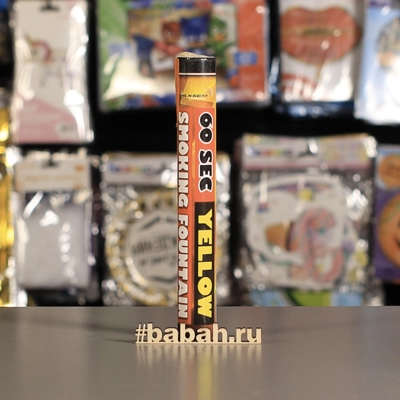 60 SEC YELLOW
SMOKING FOUNTAIN
#babah.ru